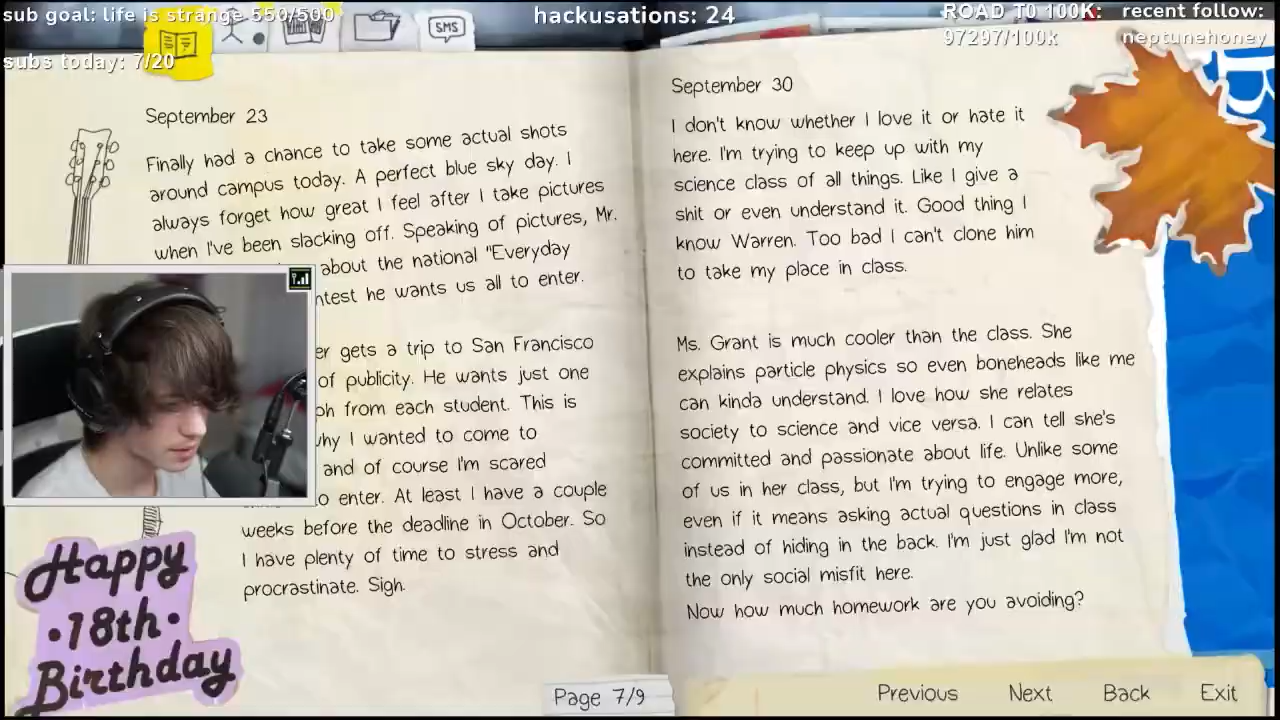 sub goal: life is strange 550/500
subs today: 7/20
hackusations: 24
ROAD TO 100K:
97297/100k
recent follow:
neptunehoney
SMS
September 23
Finally had a chance to take some actual shots
around campus today. A perfect blue sky day. I
always forget how great I feel after I take pictures
when I've been slacking off. Speaking of pictures, Mr.
about the national "Everyday
he wants us all to enter.
gets a trip to San Francisco
of publicity. He wants just one
from each student. This is
I wanted to come to
and of course I'm scared
to enter. At least I have a couple
weeks before the deadline in October. So
I have plenty of time to stress and
procrastinate. Sigh.
Happy
•18th•
Birthday
September 30
I don't know whether I love it or hate it
here. I'm trying to keep up with my
science class of all things. Like I give a
shit or even understand it. Good thing I
know Warren. Too bad I can't clone him
to take my place in class.
Ms. Grant is much cooler than the class. She
explains particle physics so even boneheads like me
can kinda understand. I love how she relates
society to science and vice versa. I can tell she's
committed and passionate about life. Unlike some
of us in her class, but I'm trying to engage more,
even if it means asking actual questions in class
instead of hiding in the back. I'm just glad I'm not
the only social misfit here.
Now how much homework are you avoiding?
Page 7/9
Previous Next Back Exit